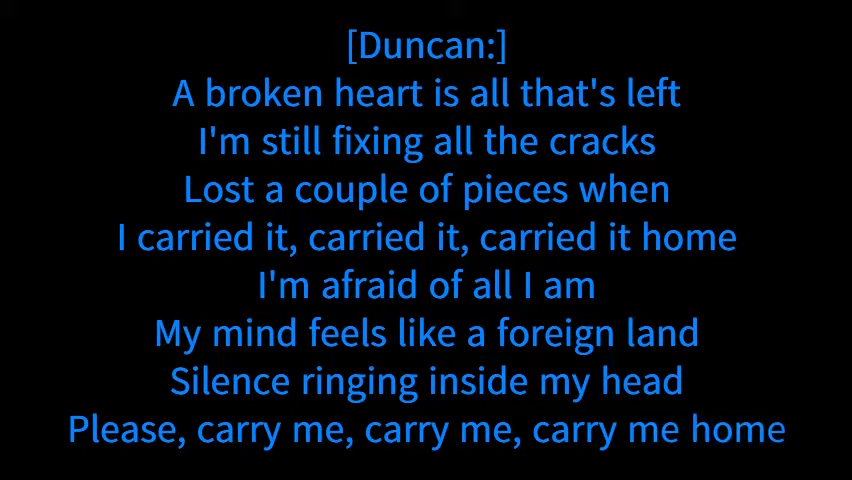 [Duncan:]
A broken heart is all that's left
I'm still fixing all the cracks
Lost a couple of pieces when
I carried it, carried it, carried it home
I'm afraid of all I am
My mind feels like a foreign land
Silence ringing inside my head
Please, carry me, carry me, carry me home